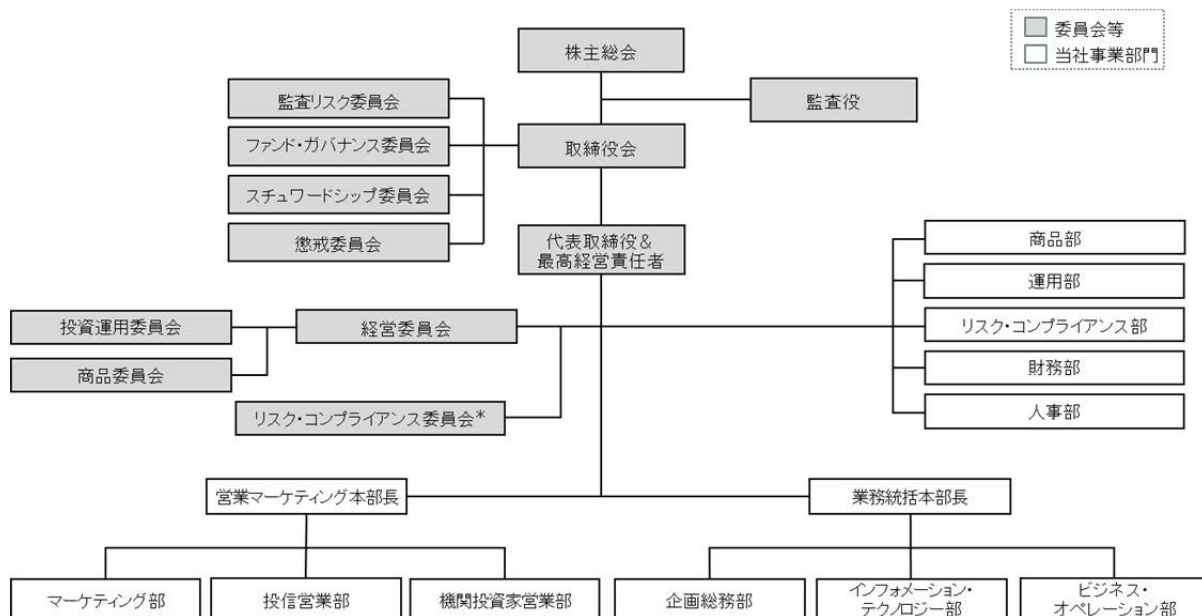 委員会等
当社事業部門
株主総会
監査役
監査リスク委員会
ファンド・ガバナンス委員会
スチュワードシップ委員会
懲戒委員会
取締役会
代表取締役&
最高経営責任者
商品部
運用部
リスク・コンプライアンス部
財務部
人事部
投資運用委員会
経営委員会
商品委員会
リスク・コンプライアンス委員会*
営業マーケティング本部長
業務統括本部長
マーケティング部
投信営業部
機関投資家営業部
企画総務部
インフォメーション・
テクノロジー部
ビジネス・
オペレーション部